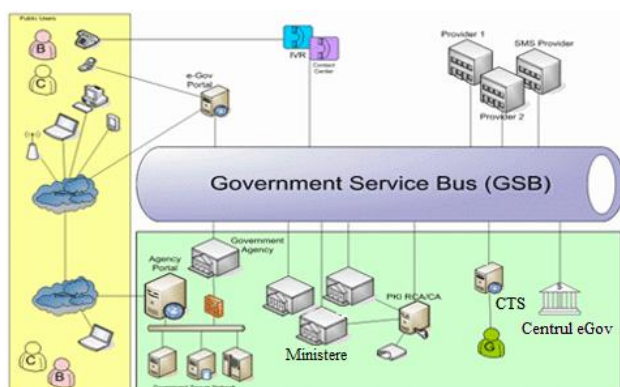 Public Users
B
C
IVR
Contact
Center
e-Gov
Portal
Provider 1
SMS Provider
Provider 2
Government Service Bus (GSB)
Agency
Portal
Government
Agency
Ministere
PKI RCA/CA
CTS
G
Centrul eGov
C
B